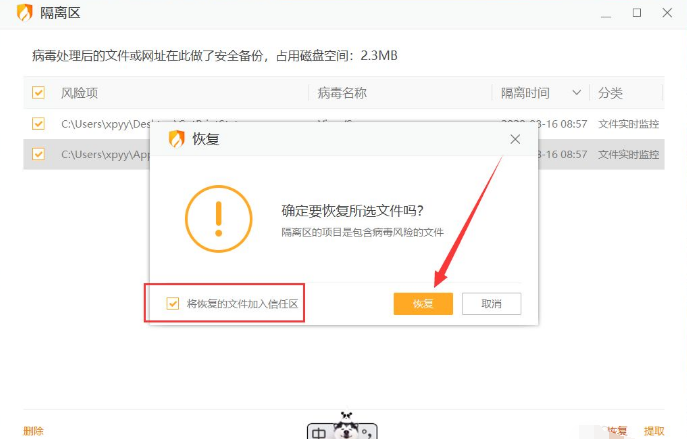 隔离区
病毒处理后的文件或网址在此做了安全备份，占用磁盘空间：2.3MB
风险项 病毒名称 隔离时间 分类
C:\Users\xpyy\Desk 16 08:57 文件实时监控
C:\Users\xpyy\App 3-16 08:57 文件实时监控
恢复
确定要恢复所选文件吗？
隔离区的项目是包含病毒风险的文件
将恢复的文件加入信任区 恢复 取消
删除 中 恢复 提取